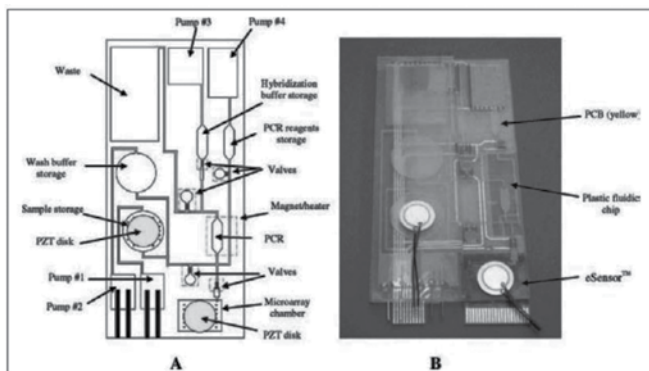 Pump #3
Pump #4
Waste
Hybridization
buffer storage
PCR reagents
storage
Wash buffer
storage
Valves
Sample storage
Magnet/heater
PZT disk
PCR
Pump #1
Valves
Pump #2
Microarray
chamber
PZT disk
A
PCB (yellow)
Plastic fluidics
chip
eSensor™
B